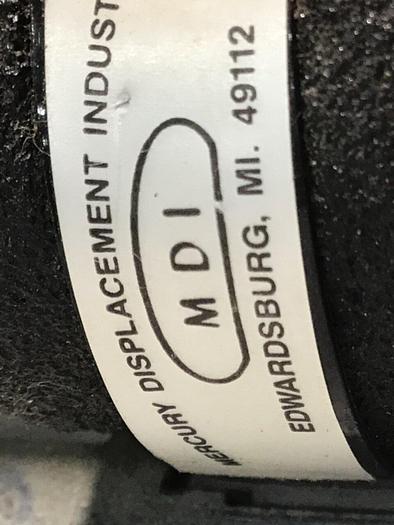 MERCURY DISPLACEMENT INDUST
MDI
EDWARDSBURG, MI. 49112